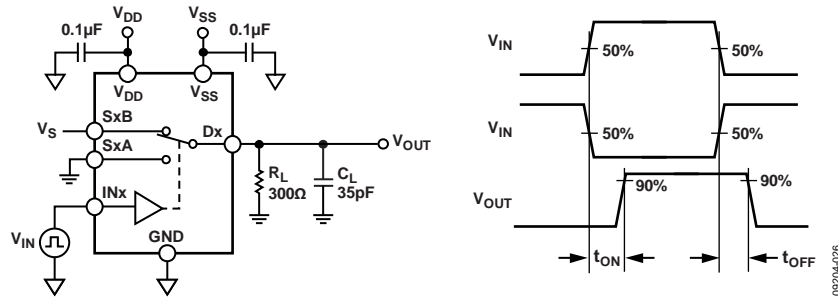 VDD VSS
0.1µF 0.1µF
VDD VSS
SxB
VS Dx
VOUT
SxA
RL
300Ω
CL
35pF
INx
VIN
GND
VIN 50% 50%
VIN 50% 50%
VOUT 90% 90%
tON tOFF
09204-026